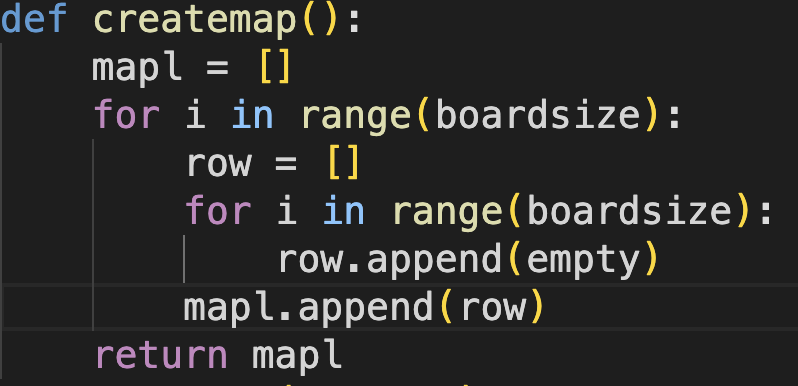 def createmap():
    mapl = []
    for i in range(boardsize):
        row = []
        for i in range(boardsize):
            row.append(empty)
        mapl.append(row)
    return mapl